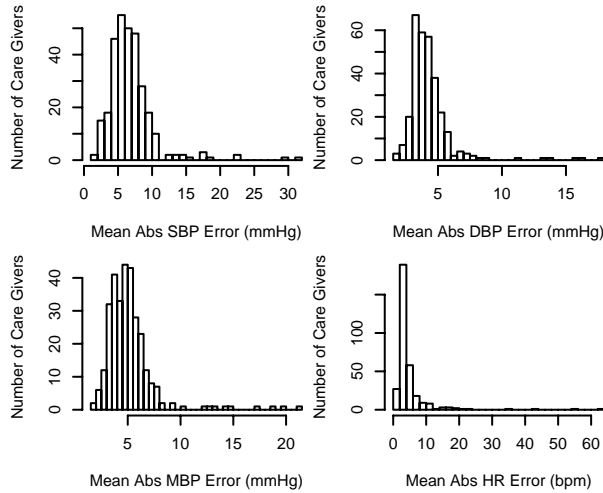 Number of Care Givers
0 20 40
0 5 10 15 20 25 30
Mean Abs SBP Error (mmHg)
Number of Care Givers
0 20 40 60
5 10 15
Mean Abs DBP Error (mmHg)
Number of Care Givers
0 10 20 30 40
5 10 15 20
Mean Abs MBP Error (mmHg)
Number of Care Givers
0 50 100
0 10 20 30 40 50 60
Mean Abs HR Error (bpm)